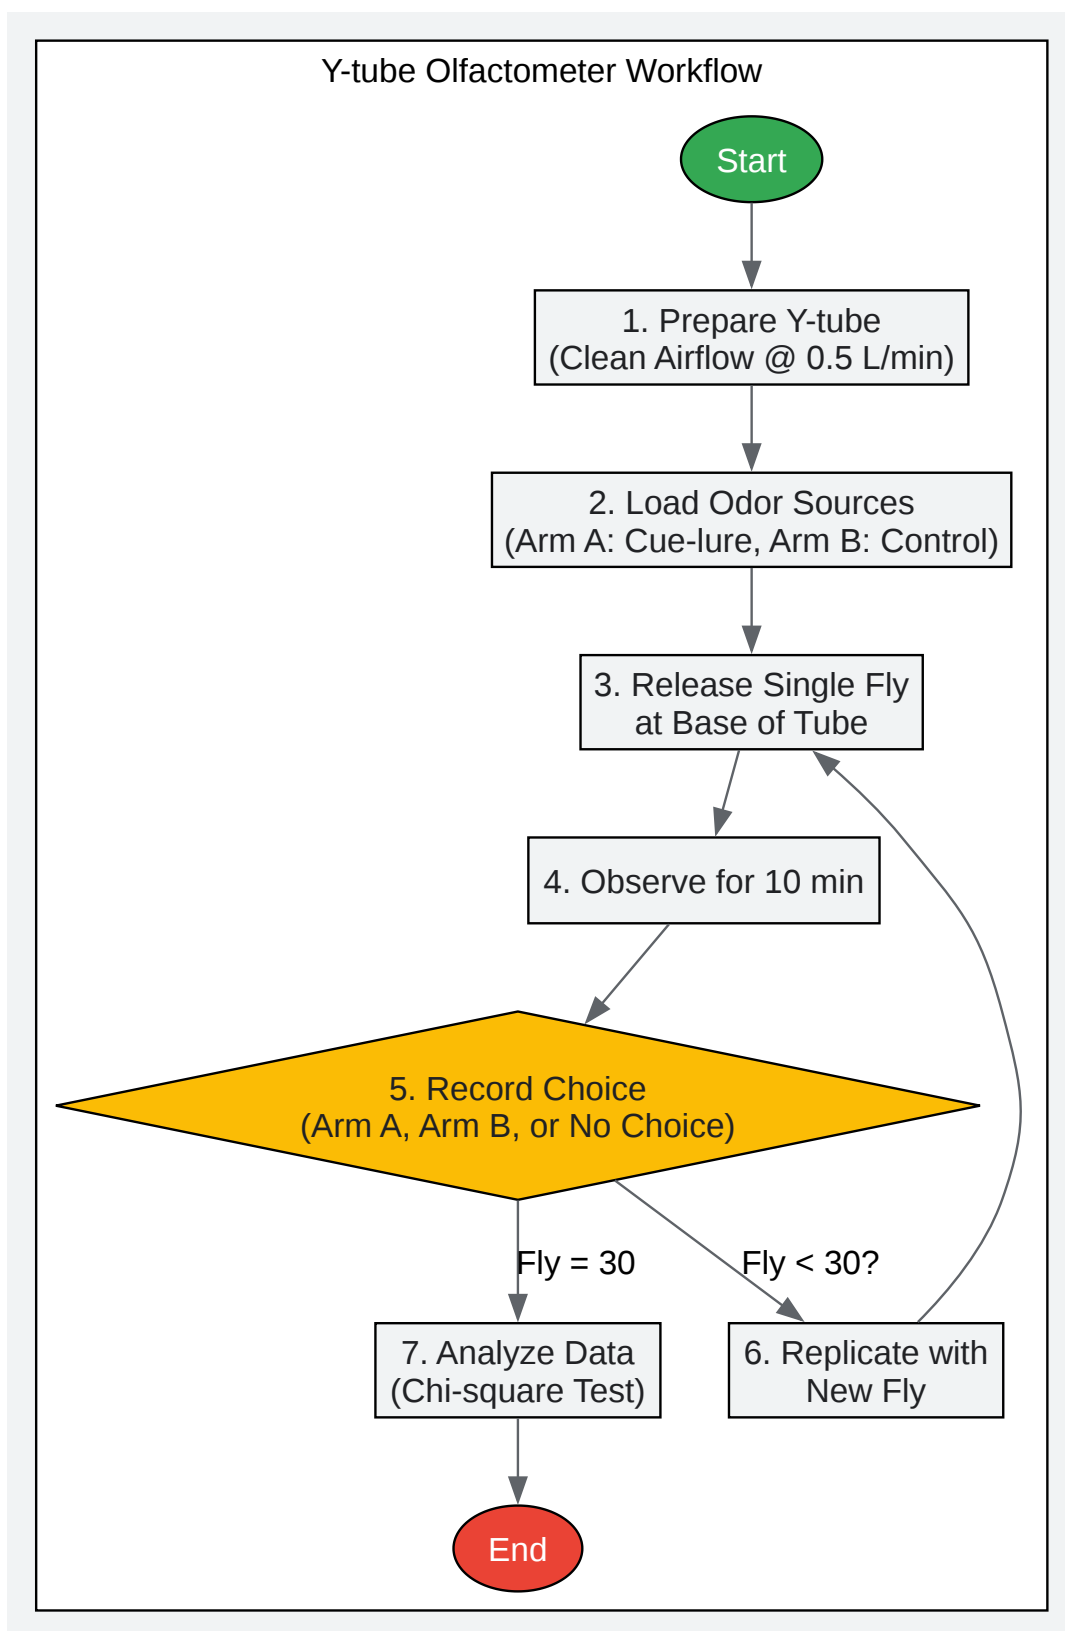 Y-tube Olfactometer Workflow
Start
1. Prepare Y-tube
(Clean Airflow @ 0.5 L/min)
2. Load Odor Sources
(Arm A: Cue-lure, Arm B: Control)
3. Release Single Fly
at Base of Tube
4. Observe for 10 min
5. Record Choice
(Arm A, Arm B, or No Choice)
Fly = 30
Fly < 30?
7. Analyze Data
(Chi-square Test)
6. Replicate with
New Fly
End